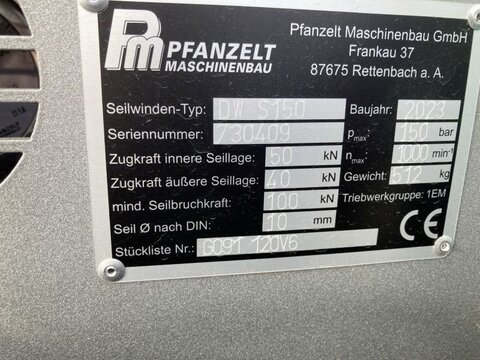 Pm PFANZELT
MASCHINENBAU
Pfanzelt Maschinenbau GmbH
Frankau 37
87675 Rettenbach a. A.
Seilwinden-Typ: DW S150 Baujahr: 2023
Seriennummer: 730409 pmax: 150 bar
Zugkraft innere Seillage: 50 kN nmax: 1000 min-1
Zugkraft äußere Seillage: 40 kN Gewicht: 512 kg
mind. Seilbruchkraft: 100 kN Triebwerkgruppe: 1EM
Seil Ø nach DIN: 10 mm CE
Stückliste Nr.: G091 120V6